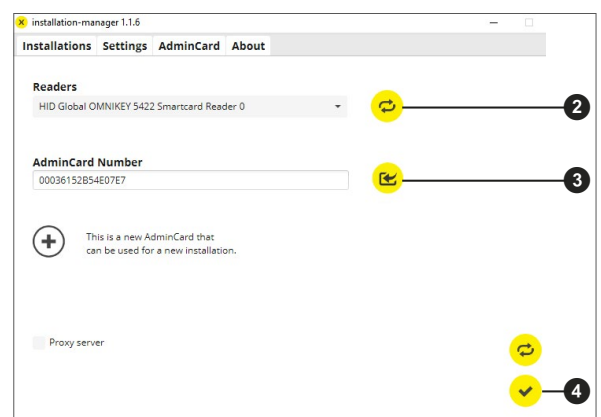 installation-manager 1.1.6
Installations Settings AdminCard About
Readers
HID Global OMNIKEY 5422 Smartcard Reader 0
2
AdminCard Number
00036152B54E07E7
3
This is a new AdminCard that
can be used for a new installation.
Proxy server
4